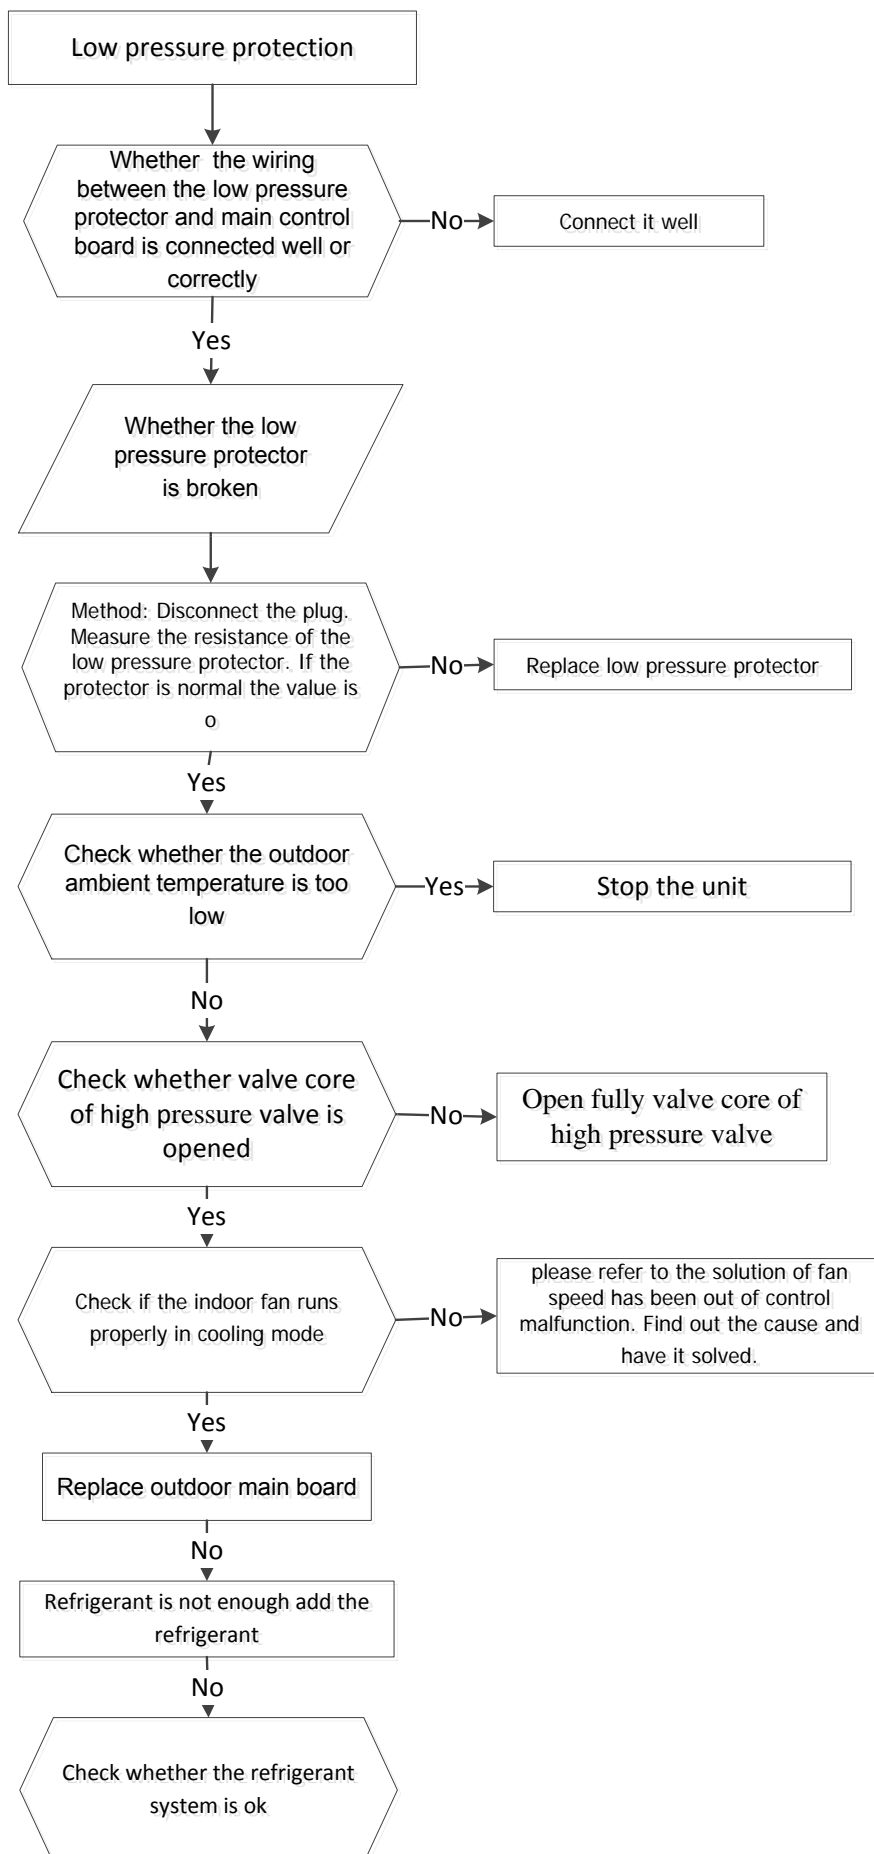 Low pressure protection
Whether the wiring
between the low pressure
protector and main control
board is connected well or
correctly
No
Connect it well
Yes
Whether the low
pressure protector
is broken
Method: Disconnect the plug.
Measure the resistance of the
low pressure protector. If the
protector is normal the value is
o
No
Replace low pressure protector
Yes
Check whether the outdoor
ambient temperature is too
low
Yes
Stop the unit
No
Check whether valve core
of high pressure valve is
opened
No
Open fully valve core of
high pressure valve
Yes
Check if the indoor fan runs
properly in cooling mode
No
please refer to the solution of fan
speed has been out of control
malfunction. Find out the cause and
have it solved.
Yes
Replace outdoor main board
No
Refrigerant is not enough add the
refrigerant
No
Check whether the refrigerant
system is ok